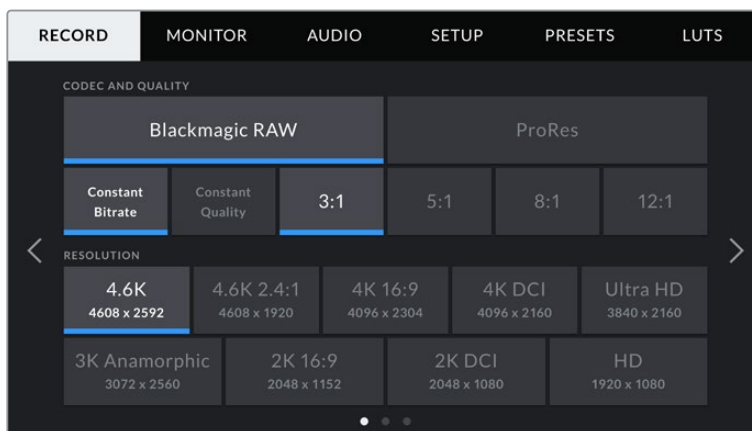 RECORD MONITOR AUDIO SETUP PRESETS LUTS
CODEC AND QUALITY
Blackmagic RAW ProRes
Constant Bitrate Constant Quality 3:1 5:1 8:1 12:1
RESOLUTION
4.6K 4.6K 2.4:1 4K 16:9 4K DCI Ultra HD
4608 x 2592 4608 x 1920 4096 x 2304 4096 x 2160 3840 x 2160
3K Anamorphic 2K 16:9 2K DCI HD
3072 x 2560 2048 x 1152 2048 x 1080 1920 x 1080